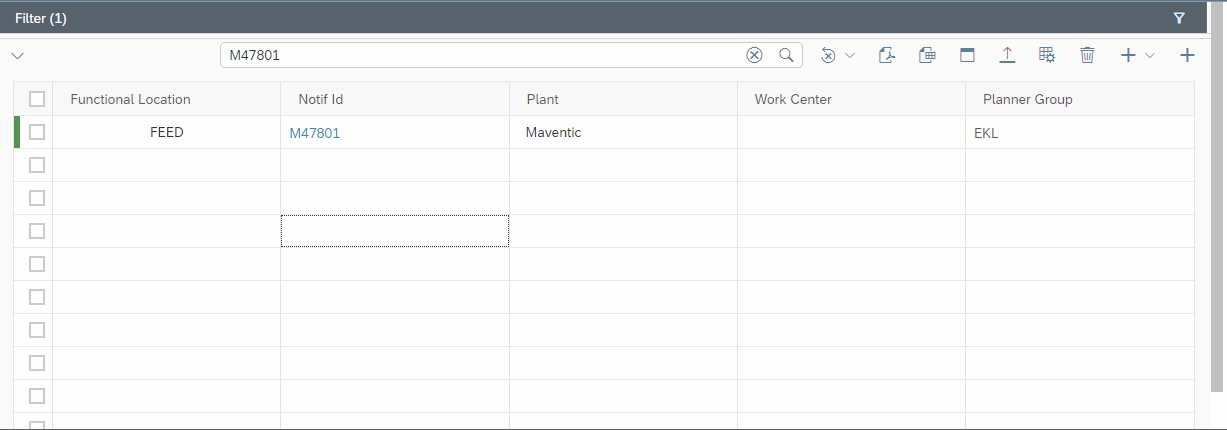 Filter (1)
M47801
Functional Location Notif Id Plant Work Center Planner Group
FEED M47801 Maventic EKL